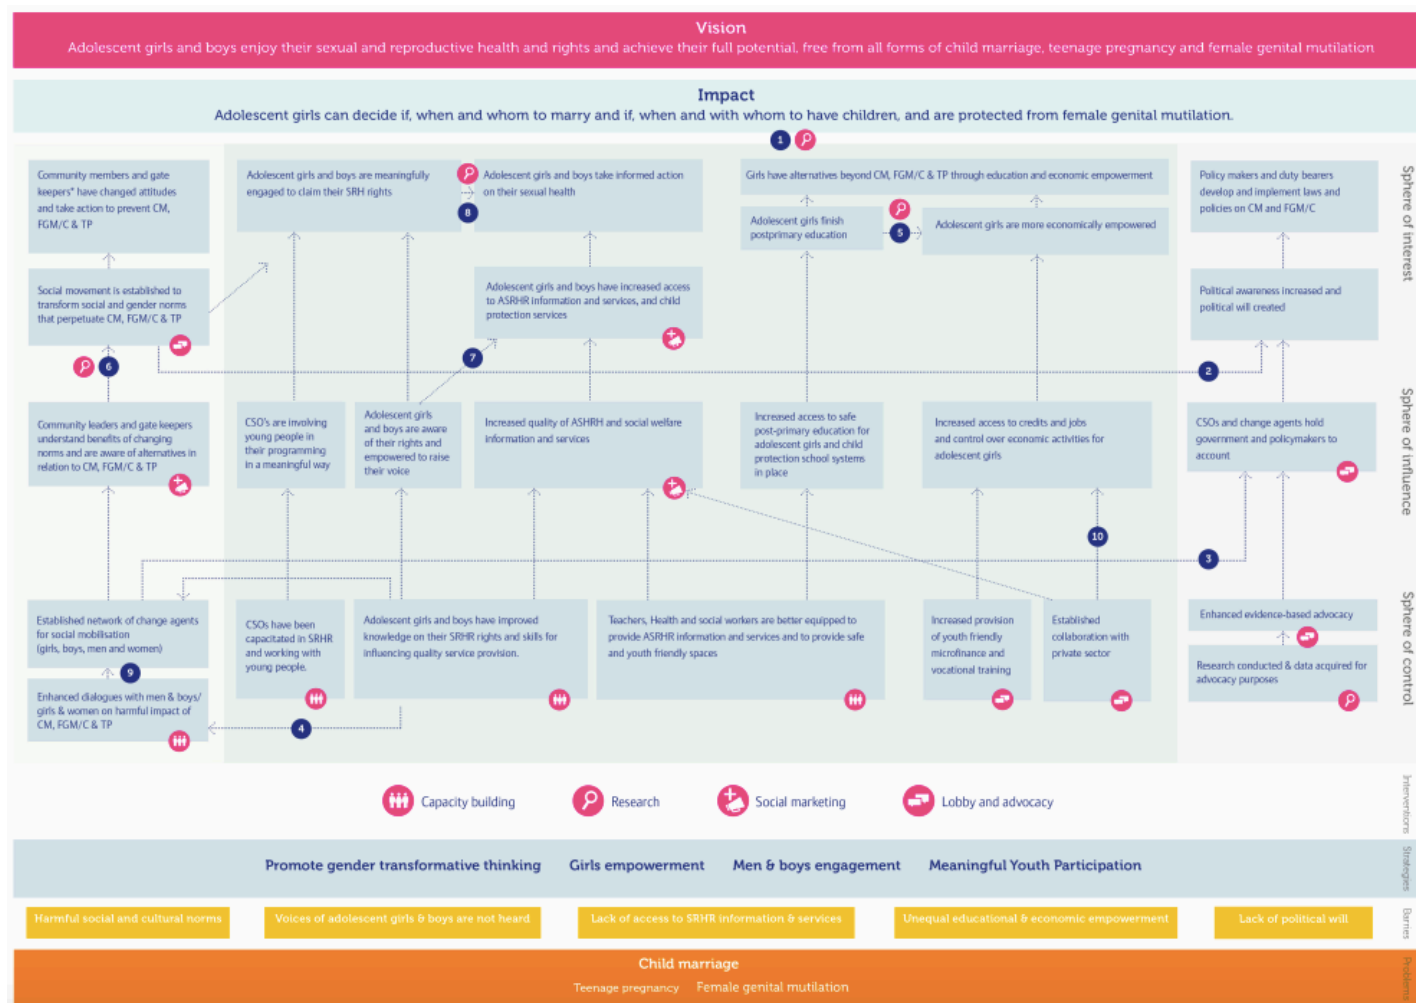 Vision
Adolescent girls and boys enjoy their sexual and reproductive health and rights and achieve their full potential, free from all forms of child marriage, teenage pregnancy and female genital mutilation
Impact
Adolescent girls can decide if, when and whom to marry and if, when and with whom to have children, and are protected from female genital mutilation.
1
Community members and gate
keepers* have changed attitudes
and take action to prevent CM,
FGM/C & TP
Adolescent girls and boys are meaningfully
engaged to claim their SRH rights
8
Adolescent girls and boys take informed action
on their sexual health
Girls have alternatives beyond CM, FGM/C & TP through education and economic empowerment
Adolescent girls finish
postprimary education
5
Adolescent girls are more economically empowered
Policy makers and duty bearers
develop and implement laws and
policies on CM and FGM/C
Sphere of interest
Social movement is established to
transform social and gender norms
that perpetuate CM, FGM/C & TP
Adolescent girls and boys have increased access
to ASRHR information and services, and child
protection services
Political awareness increased and
political will created
6
7
2
Community leaders and gate keepers
understand benefits of changing
norms and are aware of alternatives in
relation to CM, FGM/C & TP
CSO's are involving
young people in
their programming
in a meaningful way
Adolescent girls
and boys are aware
of their rights and
empowered to raise
their voice
Increased quality of ASHRH and social welfare
information and services
Increased access to safe
post-primary education for
adolescent girls and child
protection school systems
in place
Increased access to credits and jobs
and control over economic activities for
adolescent girls
CSOs and change agents hold
government and policymakers to
account
Sphere of influence
10
3
Established network of change agents
for social mobilisation
(girls, boys, men and women)
9
Enhanced dialogues with men & boys/
girls & women on harmful impact of
CM, FGM/C & TP
4
CSOs have been
capacitated in SRHR
and working with
young people.
Adolescent girls and boys have improved
knowledge on their SRHR rights and skills for
influencing quality service provision.
Teachers, Health and social workers are better equipped to
provide ASRHR information and services and to provide safe
and youth friendly spaces
Increased provision
of youth friendly
microfinance and
vocational training
Established
collaboration with
private sector
Enhanced evidence-based advocacy
Research conducted & data acquired for
advocacy purposes
Sphere of control
Capacity building
Research
Social marketing
Lobby and advocacy
Interventions
Promote gender transformative thinking
Girls empowerment
Men & boys engagement
Meaningful Youth Participation
Strategies
Harmful social and cultural norms
Voices of adolescent girls & boys are not heard
Lack of access to SRHR information & services
Unequal educational & economic empowerment
Lack of political will
Barries
Child marriage
Teenage pregnancy Female genital mutilation
Problems